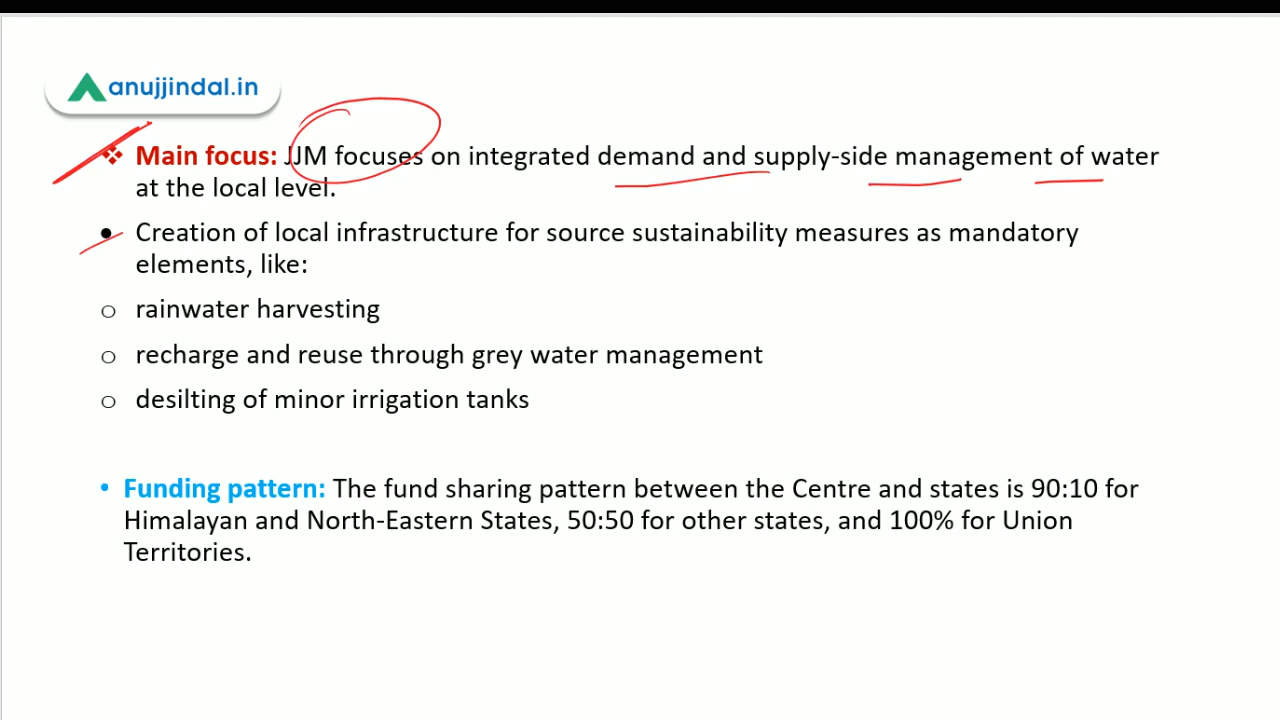 anujjindal.in
❖ Main focus: JJM focuses on integrated demand and supply-side management of water
at the local level.
• Creation of local infrastructure for source sustainability measures as mandatory
elements, like:
o rainwater harvesting
o recharge and reuse through grey water management
o desilting of minor irrigation tanks
• Funding pattern: The fund sharing pattern between the Centre and states is 90:10 for
Himalayan and North-Eastern States, 50:50 for other states, and 100% for Union
Territories.